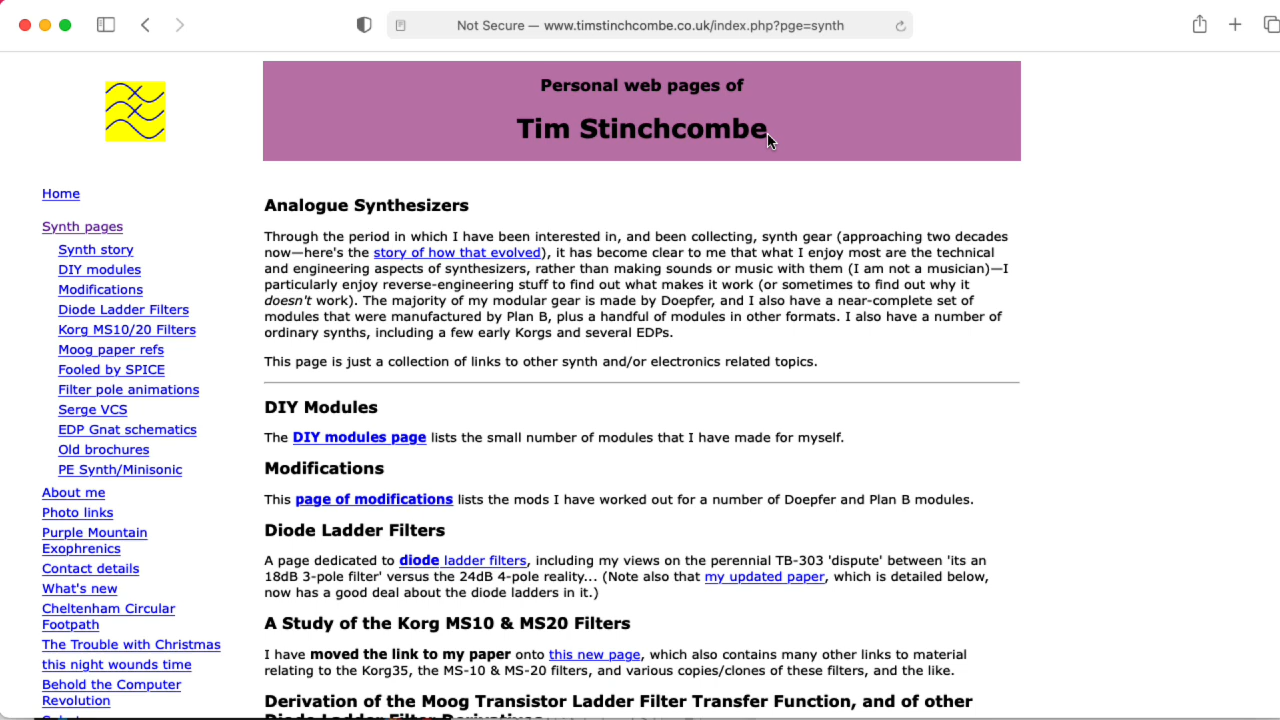 Not Secure — www.timstinchcombe.co.uk/index.php?pge=synth
Personal web pages of
Tim Stinchcombe
Home
Synth pages
Synth story
DIY modules
Modifications
Diode Ladder Filters
Korg MS10/20 Filters
Moog paper refs
Fooled by SPICE
Filter pole animations
Serge VCS
EDP Gnat schematics
Old brochures
PE Synth/Minisonic
About me
Photo links
Purple Mountain
Exophrenics
Contact details
What's new
Cheltenham Circular
Footpath
The Trouble with Christmas
this night wounds time
Behold the Computer
Revolution
Analogue Synthesizers
Through the period in which I have been interested in, and been collecting, synth gear (approaching two decades
now—here's the story of how that evolved), it has become clear to me that what I enjoy most are the technical
and engineering aspects of synthesizers, rather than making sounds or music with them (I am not a musician)—I
particularly enjoy reverse-engineering stuff to find out what makes it work (or sometimes to find out why it
doesn't work). The majority of my modular gear is made by Doepfer, and I also have a near-complete set of
modules that were manufactured by Plan B, plus a handful of modules in other formats. I also have a number of
ordinary synths, including a few early Korgs and several EDPs.
This page is just a collection of links to other synth and/or electronics related topics.
DIY Modules
The DIY modules page lists the small number of modules that I have made for myself.
Modifications
This page of modifications lists the mods I have worked out for a number of Doepfer and Plan B modules.
Diode Ladder Filters
A page dedicated to diode ladder filters, including my views on the perennial TB-303 'dispute' between 'its an
18dB 3-pole filter' versus the 24dB 4-pole reality... (Note also that my updated paper, which is detailed below,
now has a good deal about the diode ladders in it.)
A Study of the Korg MS10 & MS20 Filters
I have moved the link to my paper onto this new page, which also contains many other links to material
relating to the Korg35, the MS-10 & MS-20 filters, and various copies/clones of these filters, and the like.
Derivation of the Moog Transistor Ladder Filter Transfer Function, and of other
Diode Ladder Filter Derivatives